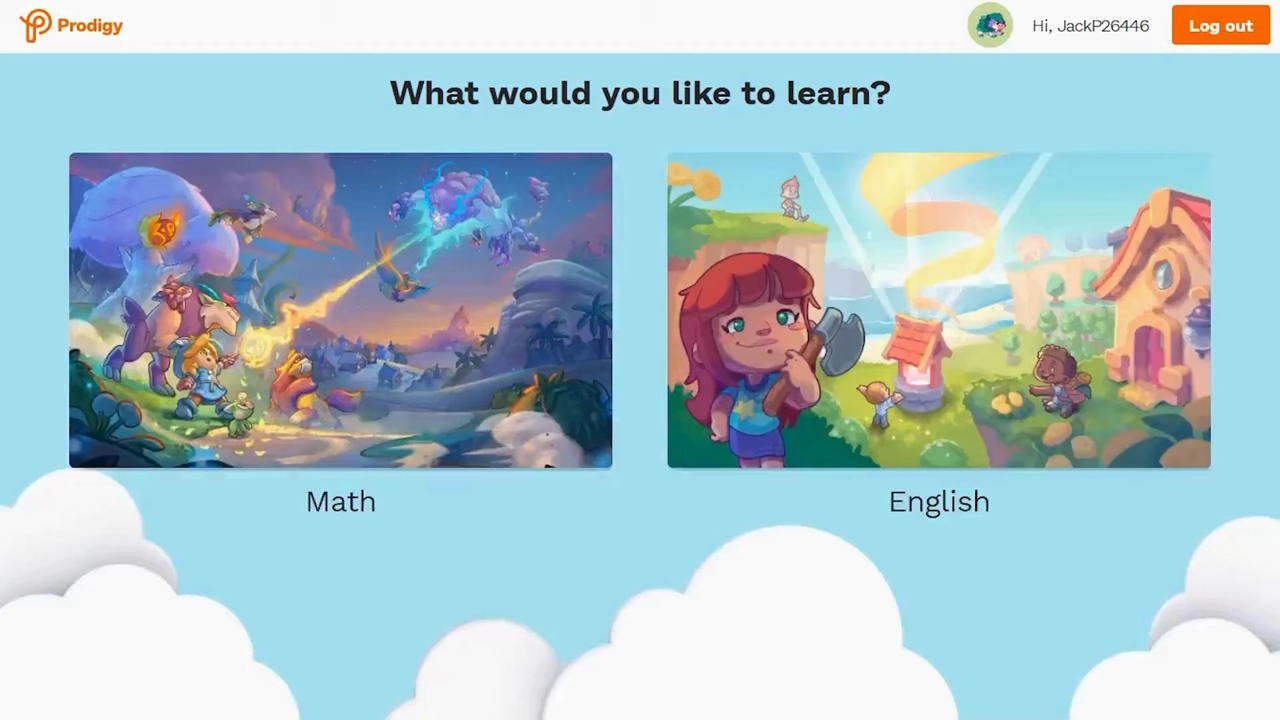 Prodigy
Hi, JackP26446
Log out
What would you like to learn?
Math
English